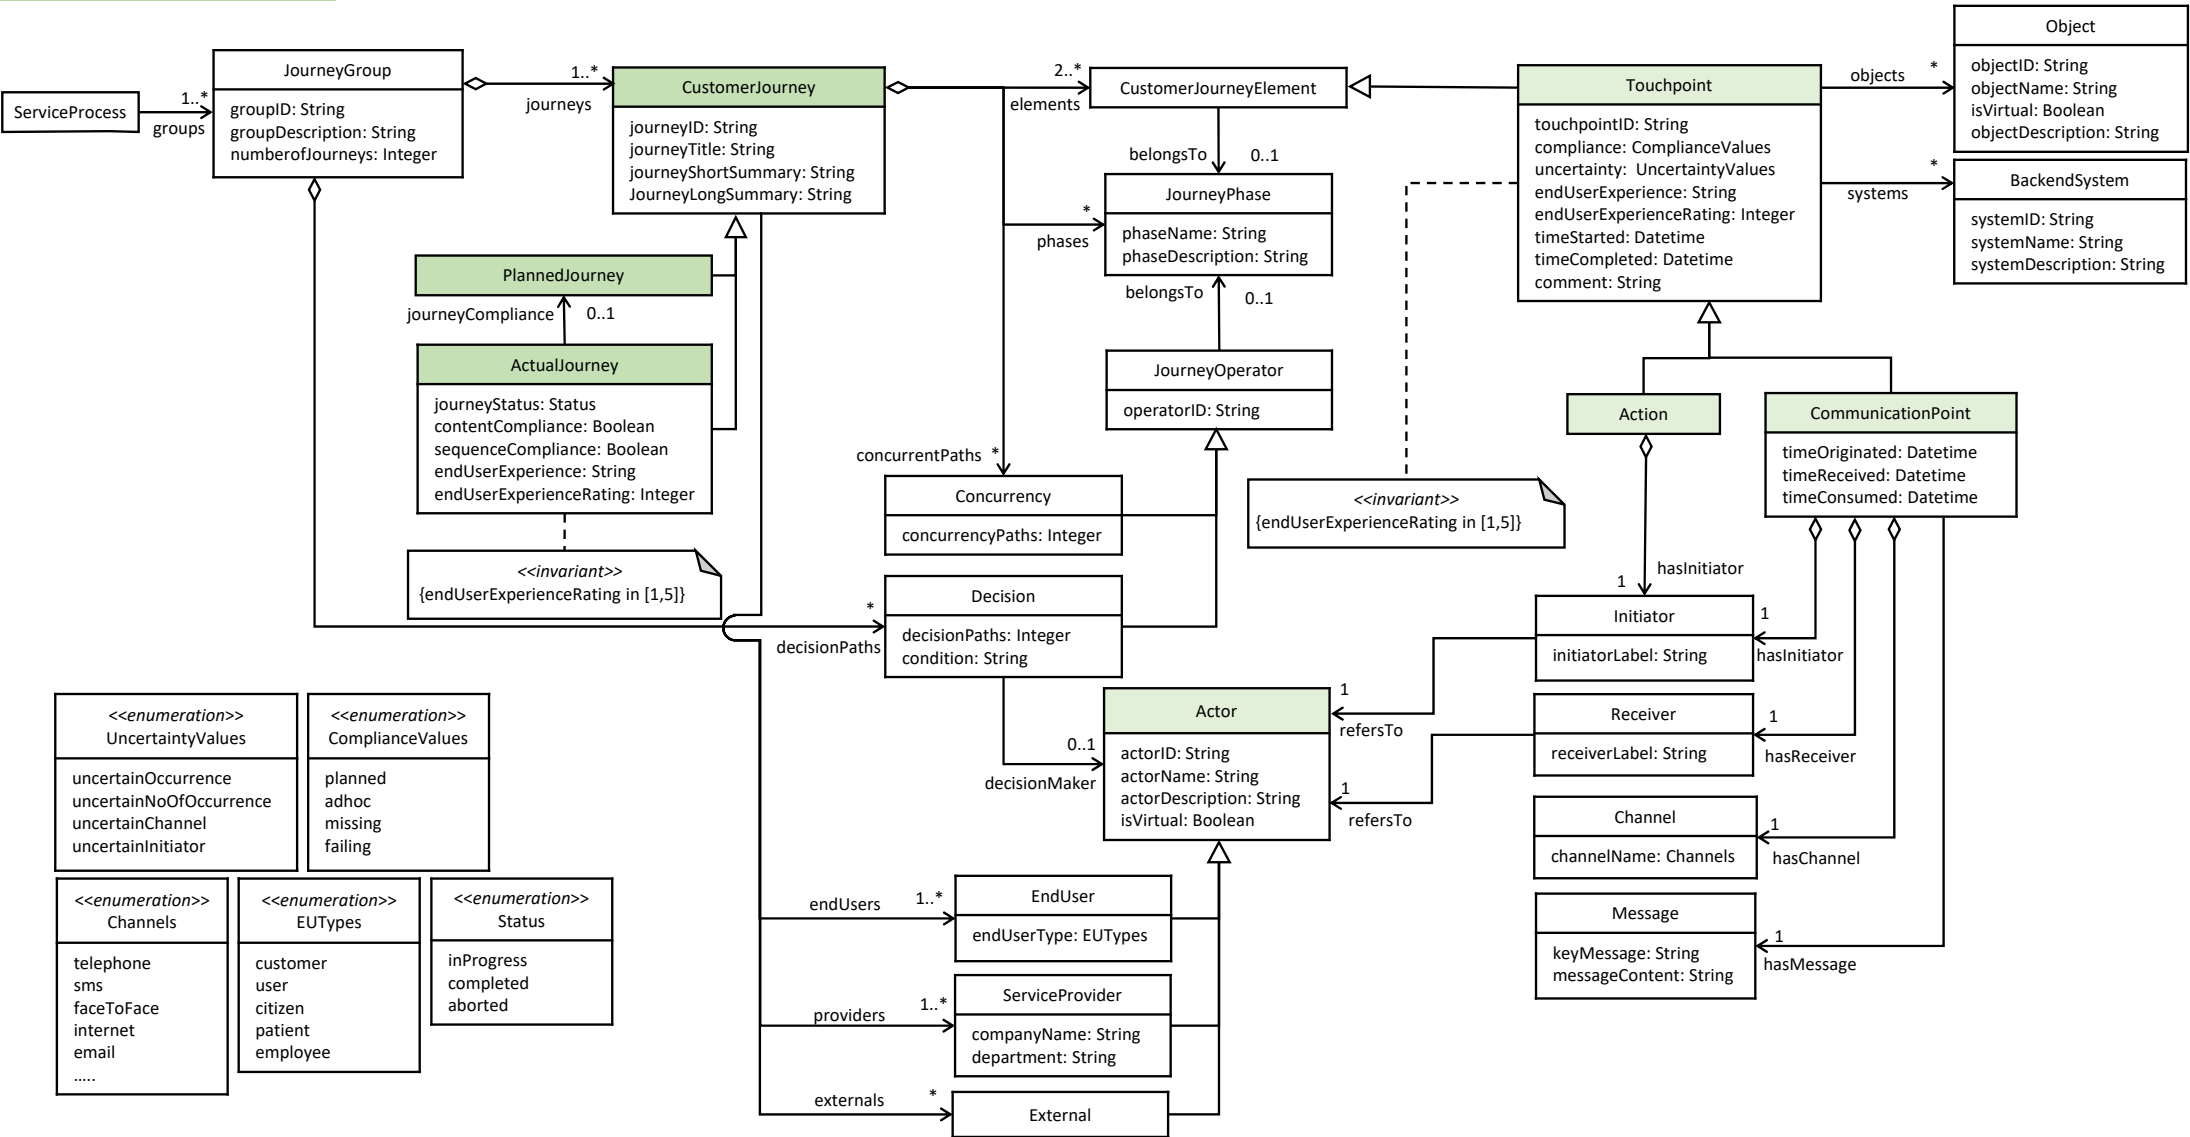 ServiceProcess
1..*
groups
JourneyGroup
groupID: String
groupDescription: String
numberofJourneys: Integer
1..*
journeys
CustomerJourney
journeyID: String
journeyTitle: String
journeyShortSummary: String
JourneyLongSummary: String
2..*
elements
CustomerJourneyElement
belongsTo
0..1
*
phases
JourneyPhase
phaseName: String
phaseDescription: String
belongsTo
0..1
JourneyOperator
operatorID: String
Touchpoint
touchpointID: String
compliance: ComplianceValues
uncertainty: UncertaintyValues
endUserExperience: String
endUserExperienceRating: Integer
timeStarted: Datetime
timeCompleted: Datetime
comment: String
objects
*
Object
objectID: String
objectName: String
isVirtual: Boolean
objectDescription: String
*
systems
BackendSystem
systemID: String
systemName: String
systemDescription: String
PlannedJourney
journeyCompliance
0..1
ActualJourney
journeyStatus: Status
contentCompliance: Boolean
sequenceCompliance: Boolean
endUserExperience: String
endUserExperienceRating: Integer
<<invariant>>
{endUserExperienceRating in [1,5]}
concurrentPaths
*
Concurrency
concurrencyPaths: Integer
*
decisionPaths
Decision
decisionPaths: Integer
condition: String
0..1
decisionMaker
<<invariant>>
{endUserExperienceRating in [1,5]}
Action
CommunicationPoint
timeOriginated: Datetime
timeReceived: Datetime
timeConsumed: Datetime
1
hasInitiator
Initiator
initiatorLabel: String
1
hasInitiator
Receiver
receiverLabel: String
1
hasReceiver
Channel
channelName: Channels
1
hasChannel
Message
keyMessage: String
messageContent: String
1
hasMessage
1
refersTo
1
refersTo
Actor
actorID: String
actorName: String
actorDescription: String
isVirtual: Boolean
endUsers
1..*
EndUser
endUserType: EUTypes
providers
1..*
ServiceProvider
companyName: String
department: String
externals
*
External
<<enumeration>>
UncertaintyValues
uncertainOccurrence
uncertainNoOfOccurrence
uncertainChannel
uncertainInitiator
<<enumeration>>
ComplianceValues
planned
adhoc
missing
failing
<<enumeration>>
Channels
telephone
sms
faceToFace
internet
email
.....
<<enumeration>>
EUTypes
customer
user
citizen
patient
employee
<<enumeration>>
Status
inProgress
completed
aborted